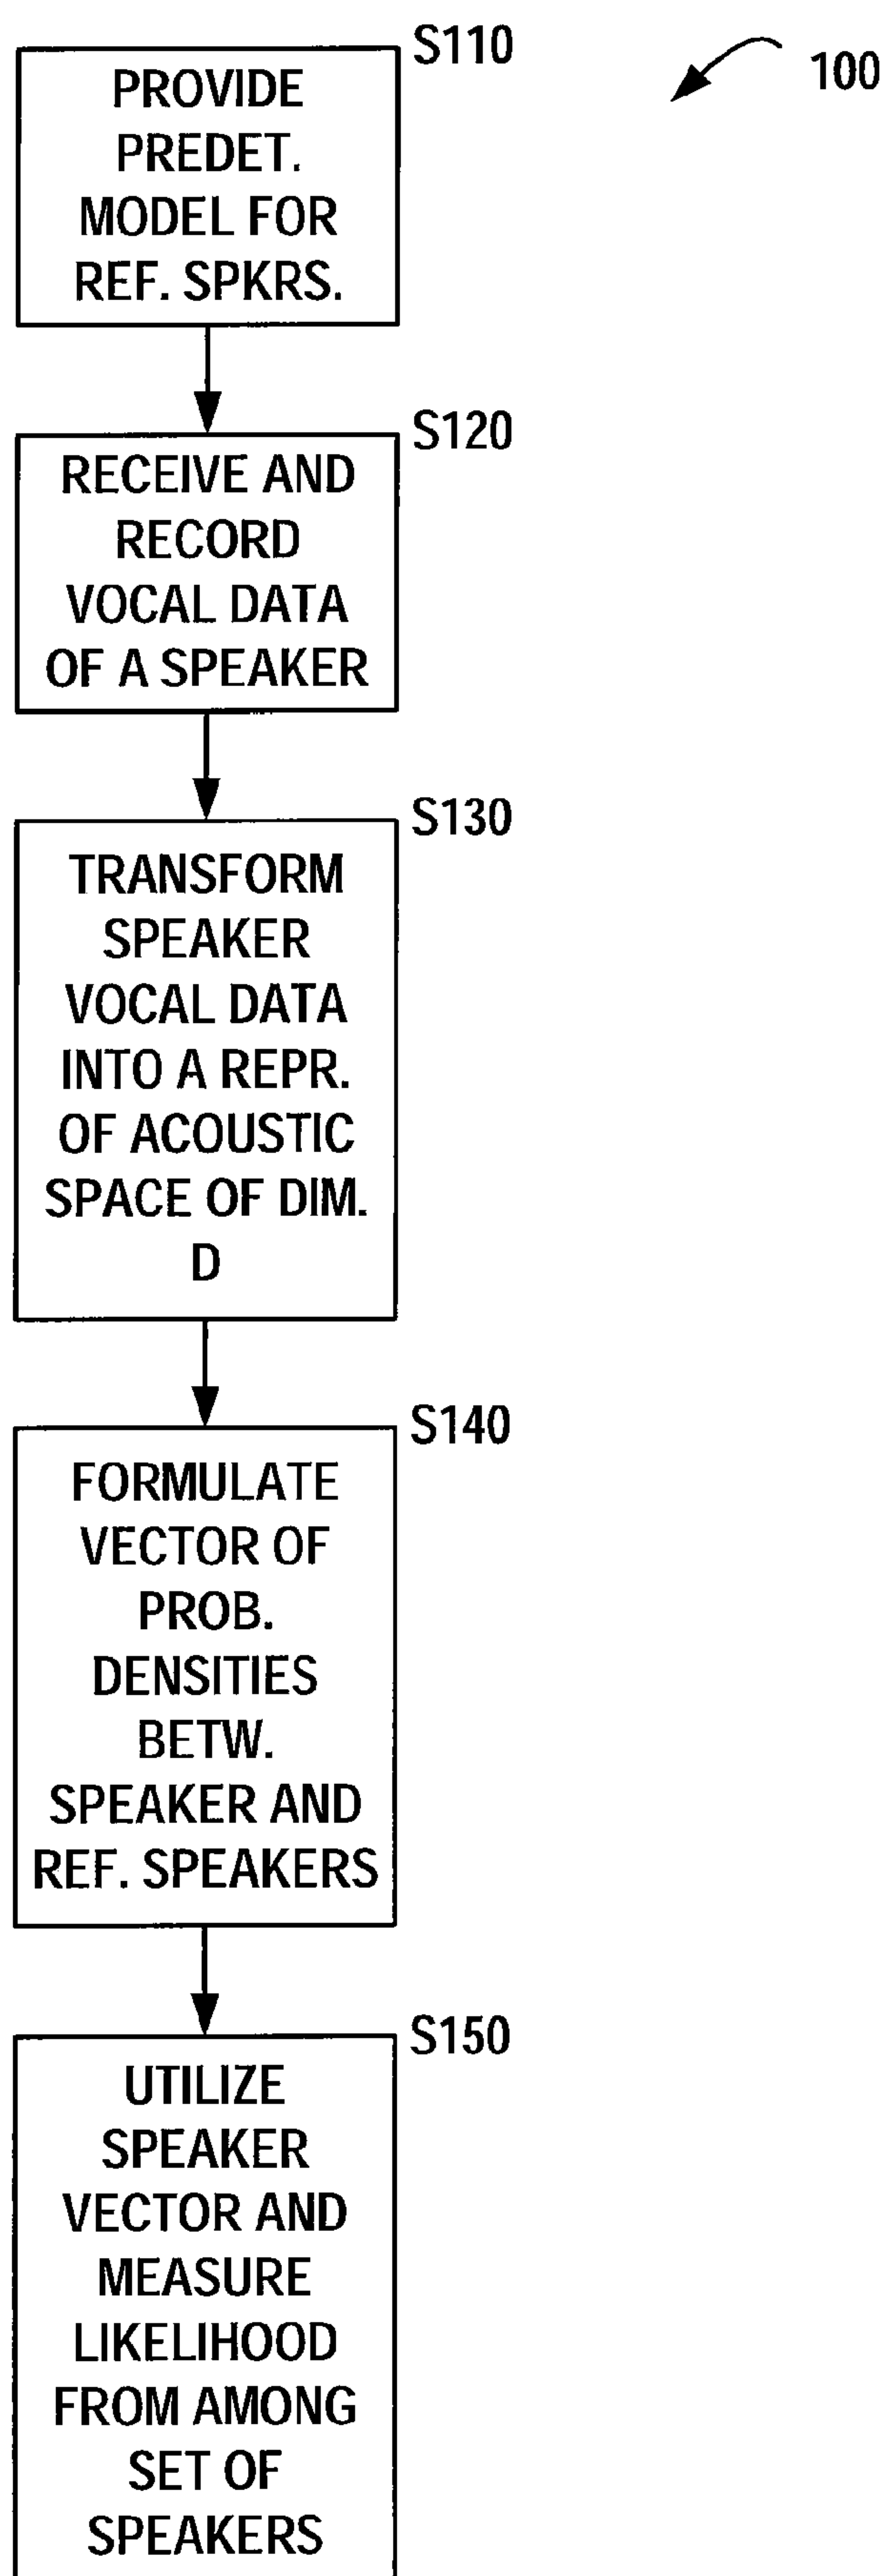 S110
100
PROVIDE
PREDET.
MODEL FOR
REF. SPKRS.
S120
RECEIVE AND
RECORD
VOCAL DATA
OF A SPEAKER
S130
TRANSFORM
SPEAKER
VOCAL DATA
INTO A REPR.
OF ACOUSTIC
SPACE OF DIM.
D
S140
FORMULATE
VECTOR OF
PROB.
DENSITIES
BETW.
SPEAKER AND
REF. SPEAKERS
S150
UTILIZE
SPEAKER
VECTOR AND
MEASURE
LIKELIHOOD
FROM AMONG
SET OF
SPEAKERS